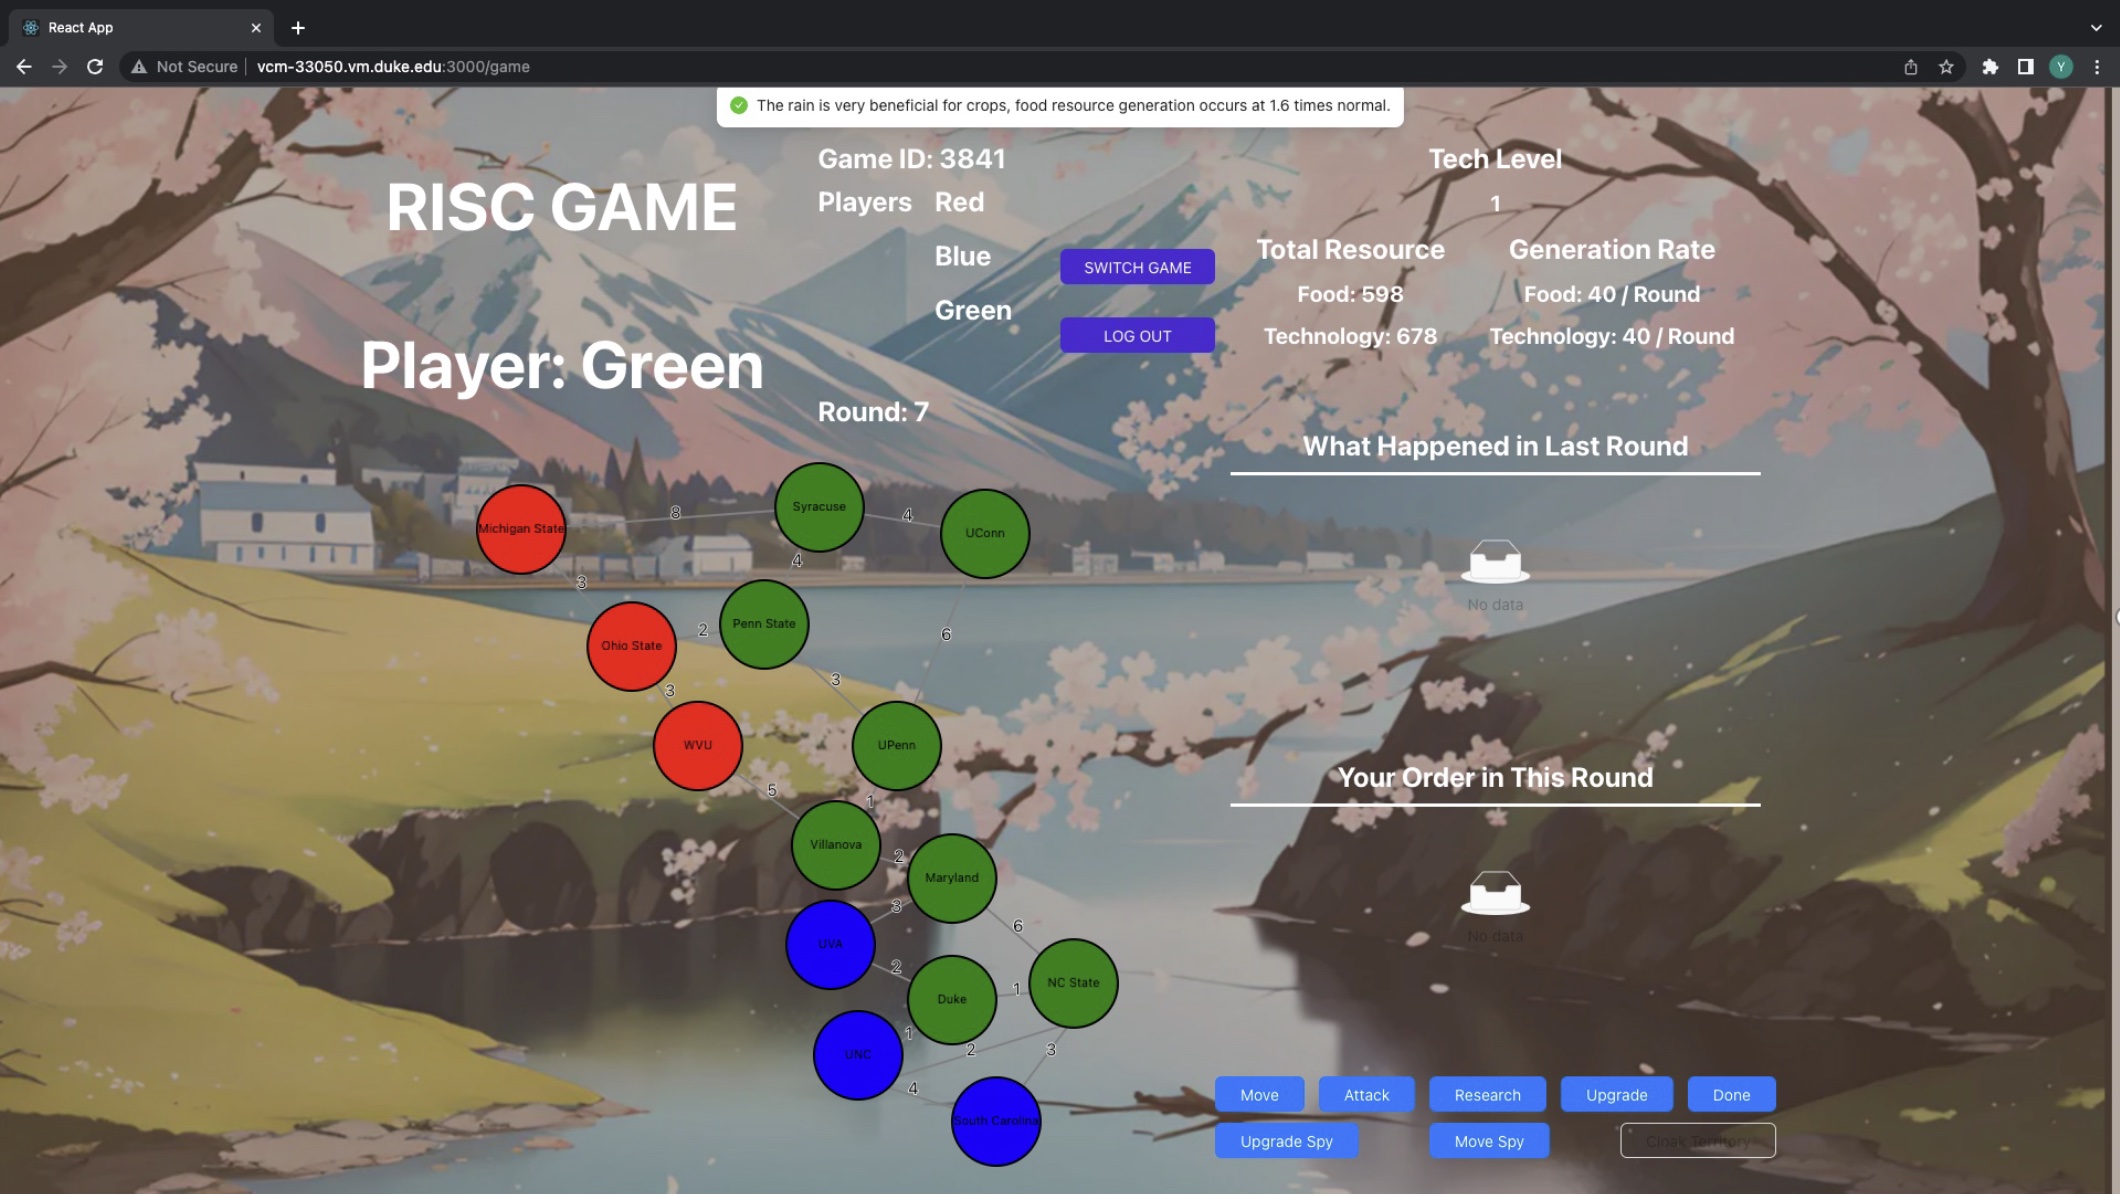 React App
Not Secure
vcm-33050.vm.duke.edu:3000/game
Y
The rain is very beneficial for crops, food resource generation occurs at 1.6 times normal.
RISC GAME
Player: Green
Game ID: 3841
Players Red
Blue
Green
Round: 7
SWITCH GAME
LOG OUT
Tech Level
1
Total Resource
Generation Rate
Food: 598
Food: 40 / Round
Technology: 678
Technology: 40 / Round
What Happened in Last Round
No data
Your Order in This Round
No data
Syracuse
Michigan State
8
4
UConn
4
3
Penn State
2
6
Ohio State
3
3
WVU
UPenn
5
1
Villanova
2
Maryland
3
6
UVA
2
NC State
1
Duke
1
2
3
UNC
4
South Carolina
Move
Attack
Research
Upgrade
Done
Upgrade Spy
Move Spy
Cloak Territory